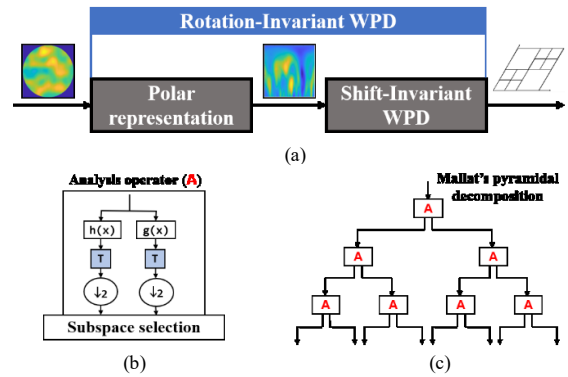 Rotation-Invariant WPD
Polar
representation
Shift-Invariant
WPD
(a)
Analysis operator (A)
h(x) g(x)
T T
↓2 ↓2
Subspace selection
(b)
Mallat's pyramidal
decomposition
A
A A
A A A A
(c)